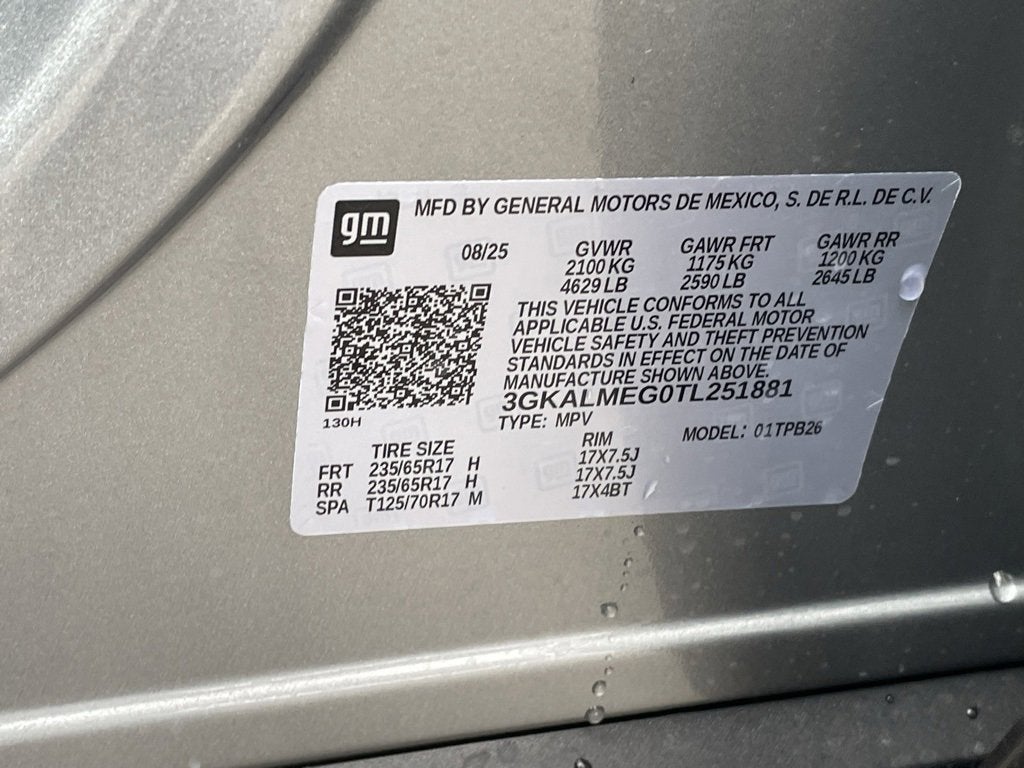 gm MFD BY GENERAL MOTORS DE MEXICO, S. DE R.L. DE C.V.
08/25 GVWR GAWR FRT GAWR RR
2100 KG 1175 KG 1200 KG
4629 LB 2590 LB 2645 LB
THIS VEHICLE CONFORMS TO ALL
APPLICABLE U.S. FEDERAL MOTOR
VEHICLE SAFETY AND THEFT PREVENTION
STANDARDS IN EFFECT ON THE DATE OF
MANUFACTURE SHOWN ABOVE.
3GKALMEG0TL251881
130H
TYPE: MPV MODEL: 01TPB26
TIRE SIZE RIM
FRT 235/65R17 H 17X7.5J
RR 235/65R17 H 17X7.5J
SPA T125/70R17 M 17X4BT